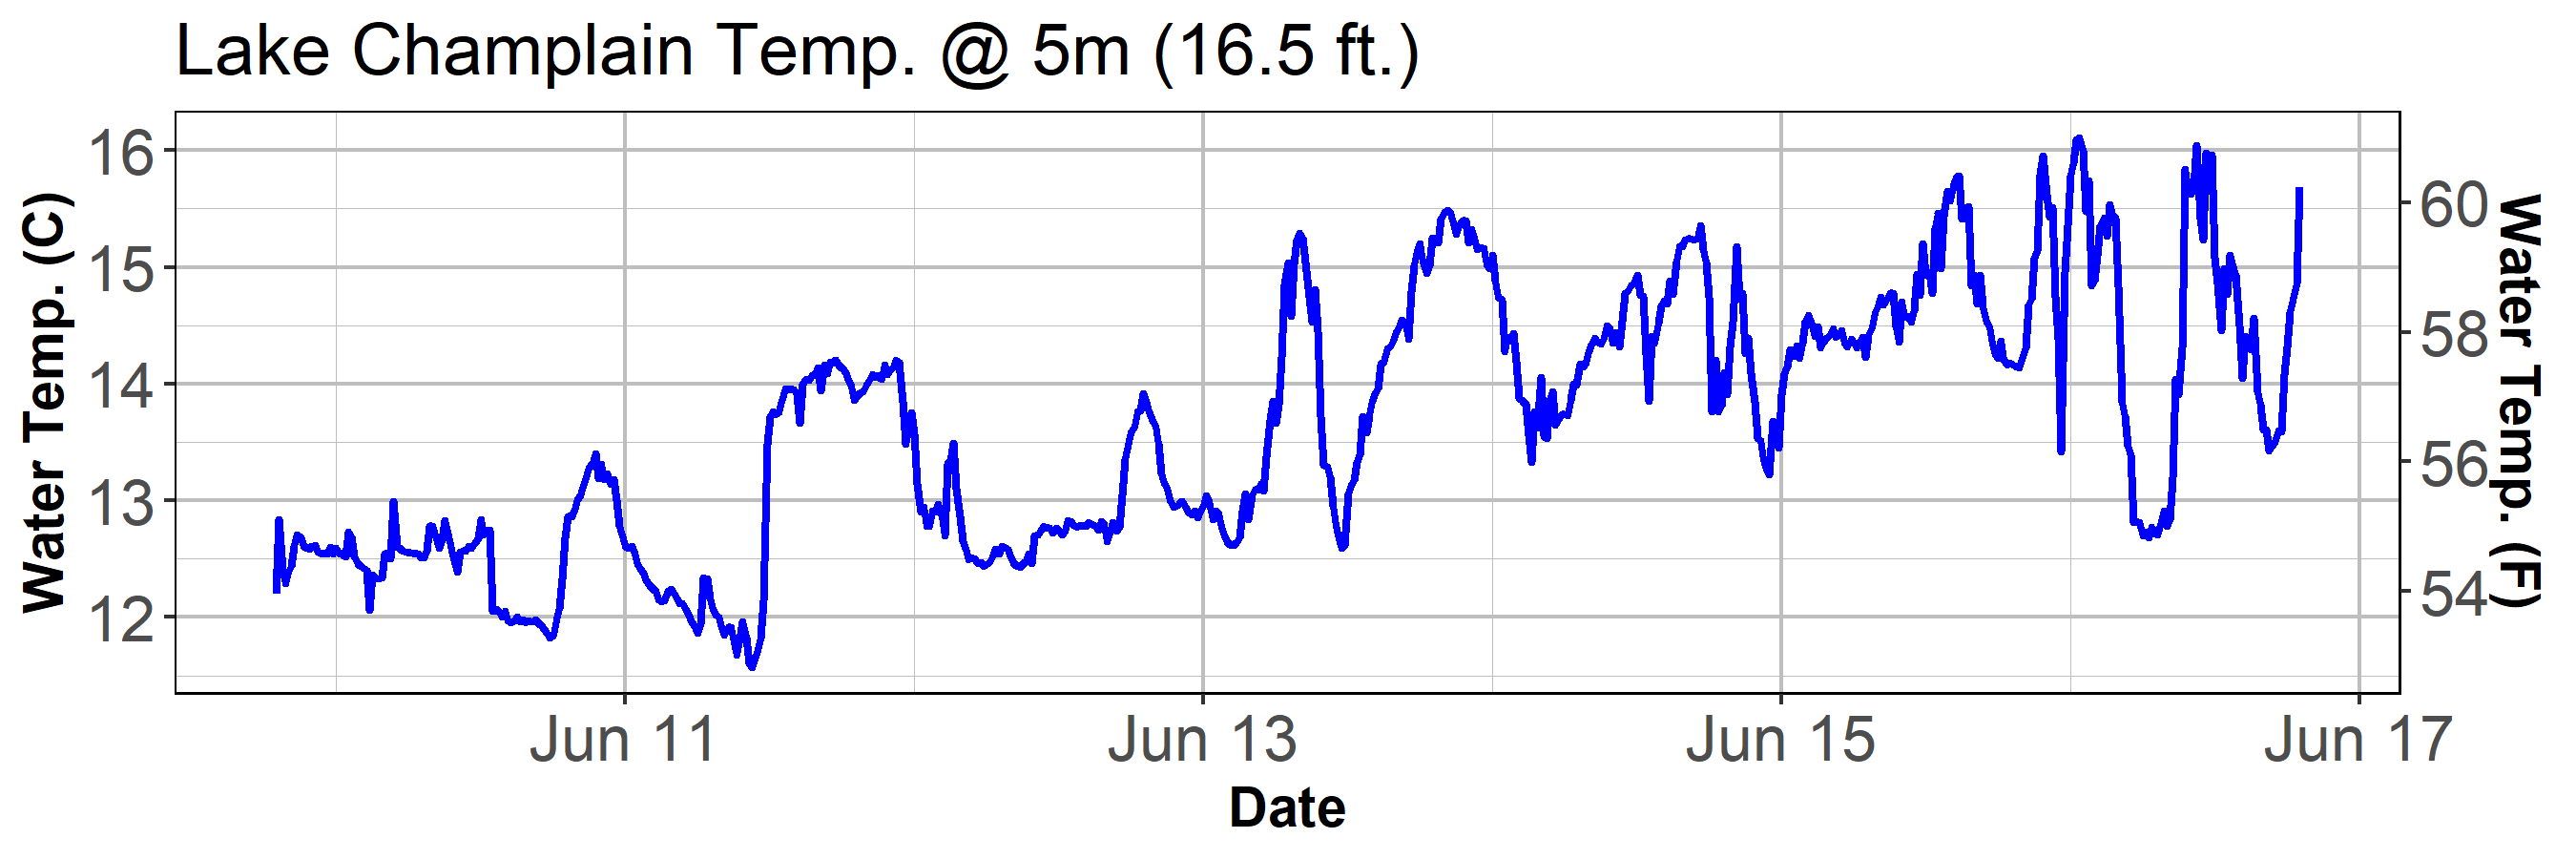 Lake Champlain Temp. @ 5m (16.5 ft.)
Water Temp. (C)
16
15
14
13
12
60
58
56
54
Water Temp. (F)
Jun 11 Jun 13 Jun 15 Jun 17
Date